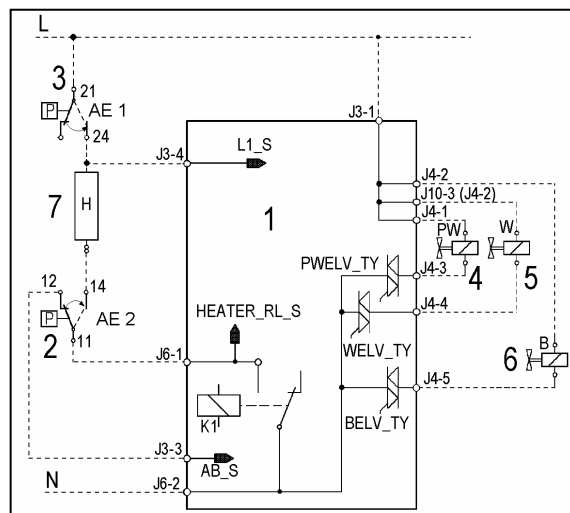 L
3
21
P
AE 1
24
J3-1
J3-4
L1_S
J4-2
J10-3 (J4-2)
J4-1
7
H
1
PW
W
PWELV_TY
J4-3
4
5
12
14
HEATER_RL_S
J4-4
P
AE 2
2
11
WELV_TY
B
6
J6-1
J4-5
K1
BELV_TY
J3-3
AB_S
N
J6-2